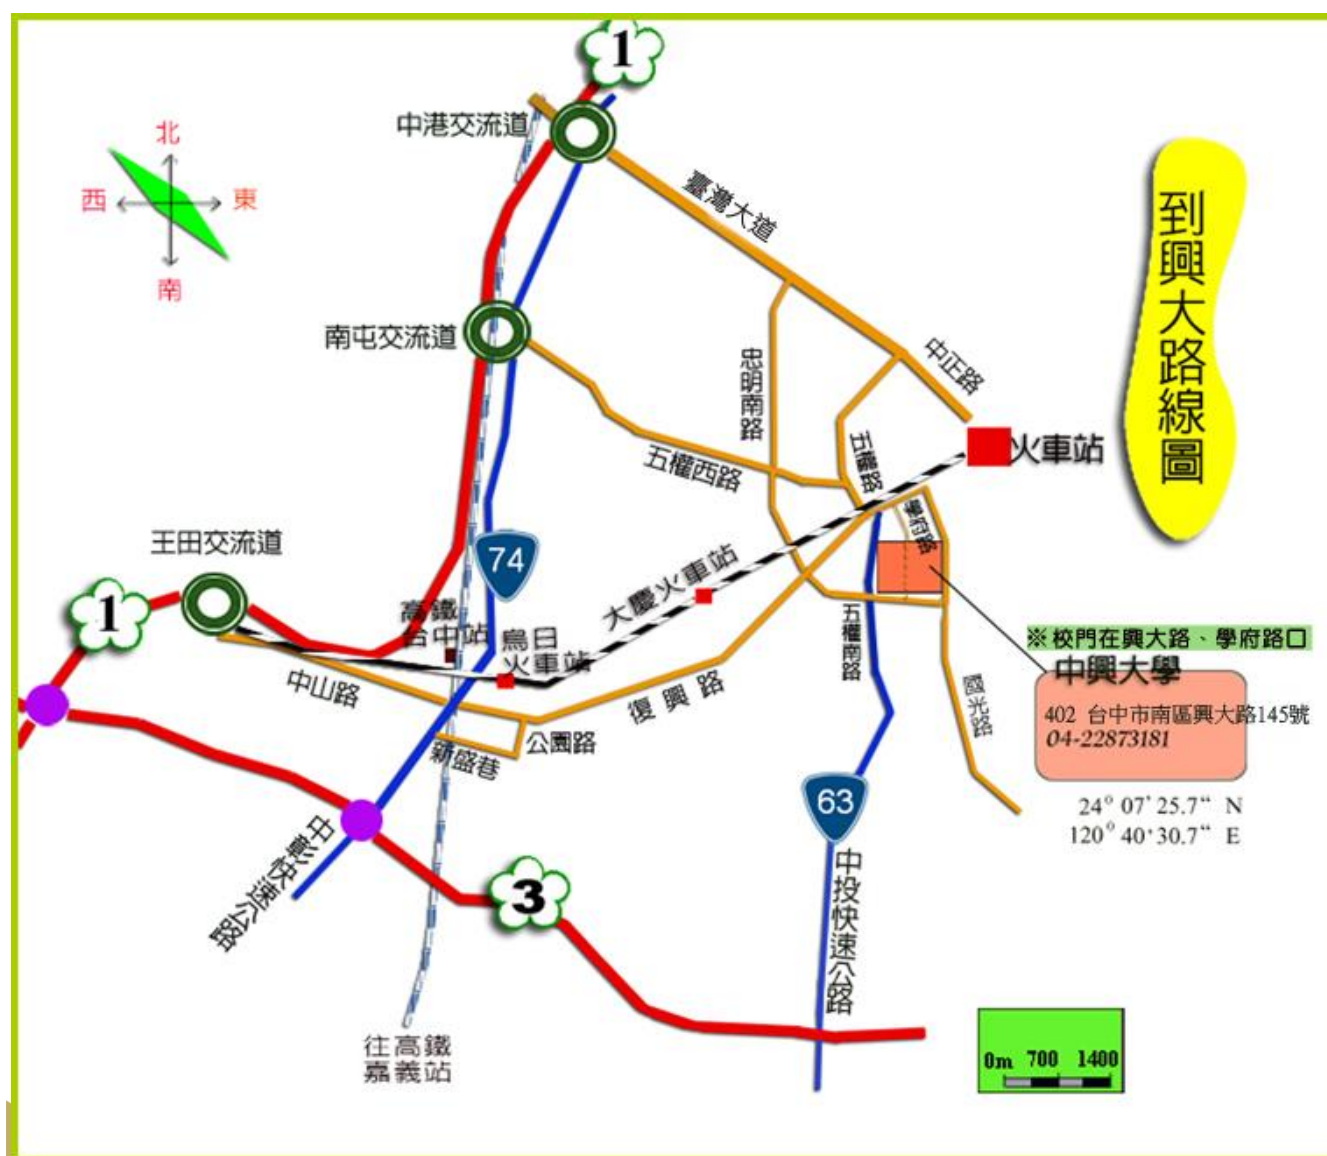 1
中港交流道
北
西
東
南
臺灣大道
到興大路線圖
南屯交流道
忠明南路
中正路
五權路
火車站
五權西路
學府路
王田交流道
74
1
高鐵
台中站
烏日
火車站
大慶火車站
五權南路
※校門在興大路、學府路口
中興大學
402 台中市南區興大路145號
04-22873181
中山路
復興路
國光路
公園路
新盛巷
24° 07' 25.7“ N
120° 40' 30.7“ E
63
中彰快速公路
3
中投快速公路
往高鐵
嘉義站
0m 700 1400